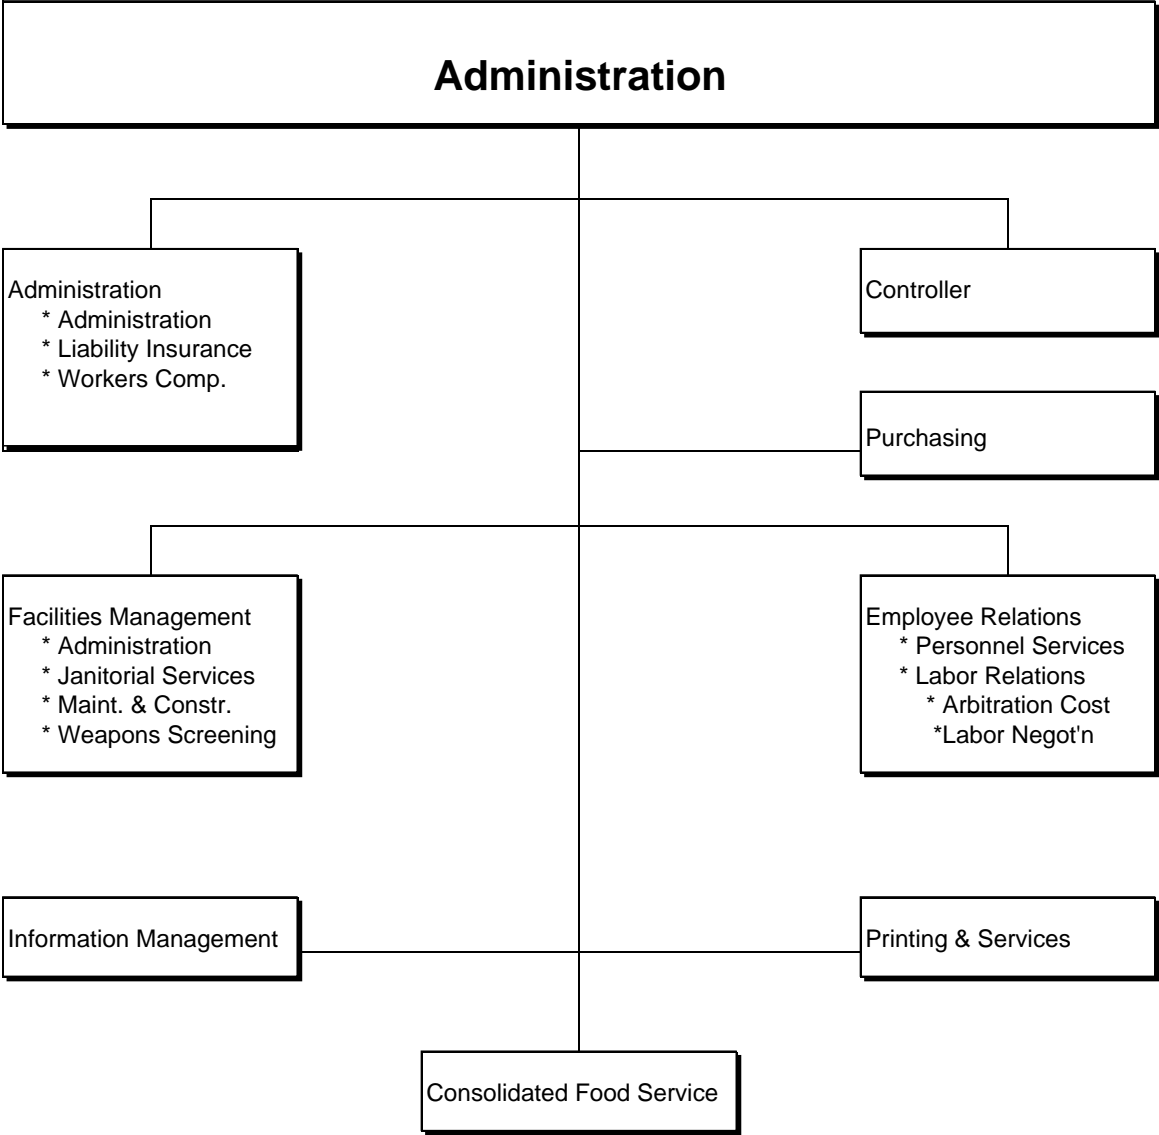 Administration
Administration
* Administration
* Liability Insurance
* Workers Comp.
Controller
Purchasing
Facilities Management
* Administration
* Janitorial Services
* Maint. & Constr.
* Weapons Screening
Employee Relations
* Personnel Services
* Labor Relations
* Arbitration Cost
*Labor Negot'n
Information Management
Printing & Services
Consolidated Food Service